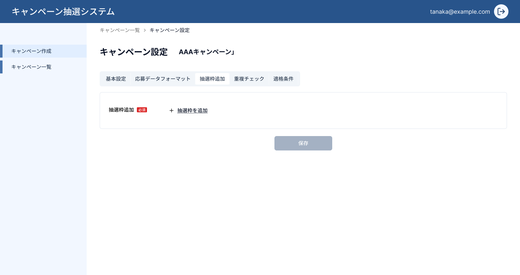 キャンペーン抽選システム
tanaka@example.com
キャンペーン一覧 › キャンペーン設定
キャンペーン作成
キャンペーン一覧
キャンペーン設定 AAAキャンペーン」
基本設定 応募データフォーマット 抽選枠追加 重複チェック 適格条件
抽選枠追加 必須 + 抽選枠を追加
保存